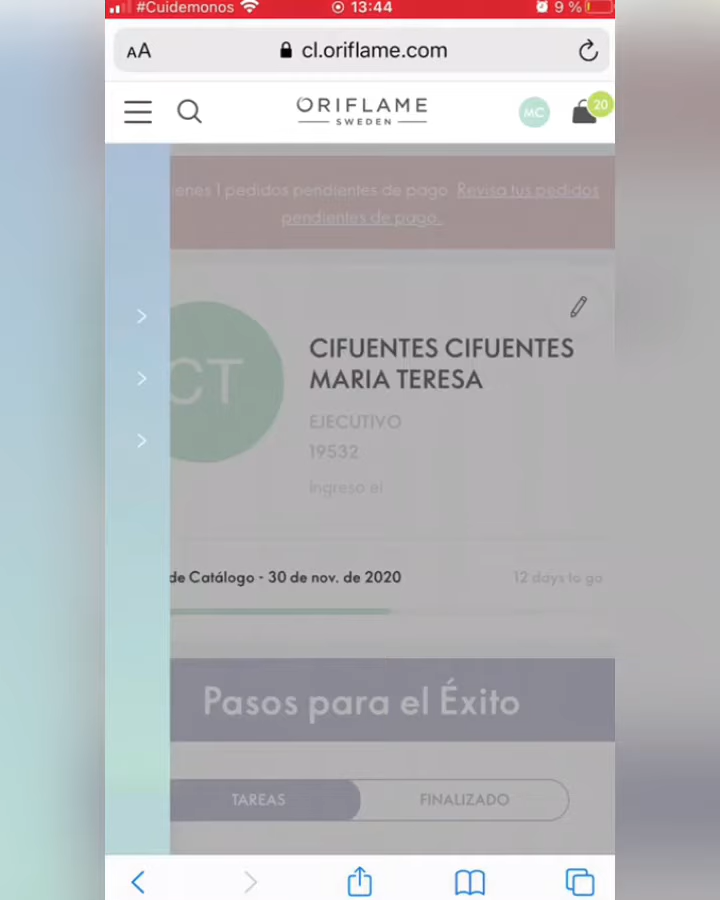 #Cuidemonos 13:44 9 %
AA cl.oriflame.com
ORIFLAME
SWEDEN
MC 20
enes 1 pedidos pendientes de pago. Revisa tus pedidos
pendientes de pago.
CT
CIFUENTES CIFUENTES
MARIA TERESA
EJECUTIVO
19532
Ingreso el
de Catálogo - 30 de nov. de 2020 12 days to go
Pasos para el Éxito
TAREAS FINALIZADO